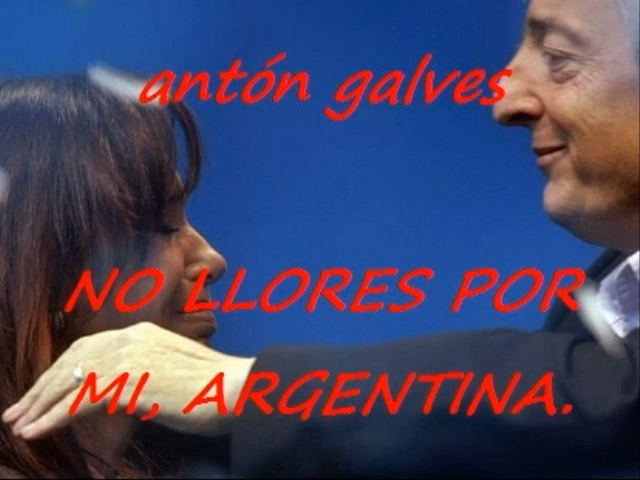 antón galves
NO LLORES POR
MI, ARGENTINA.